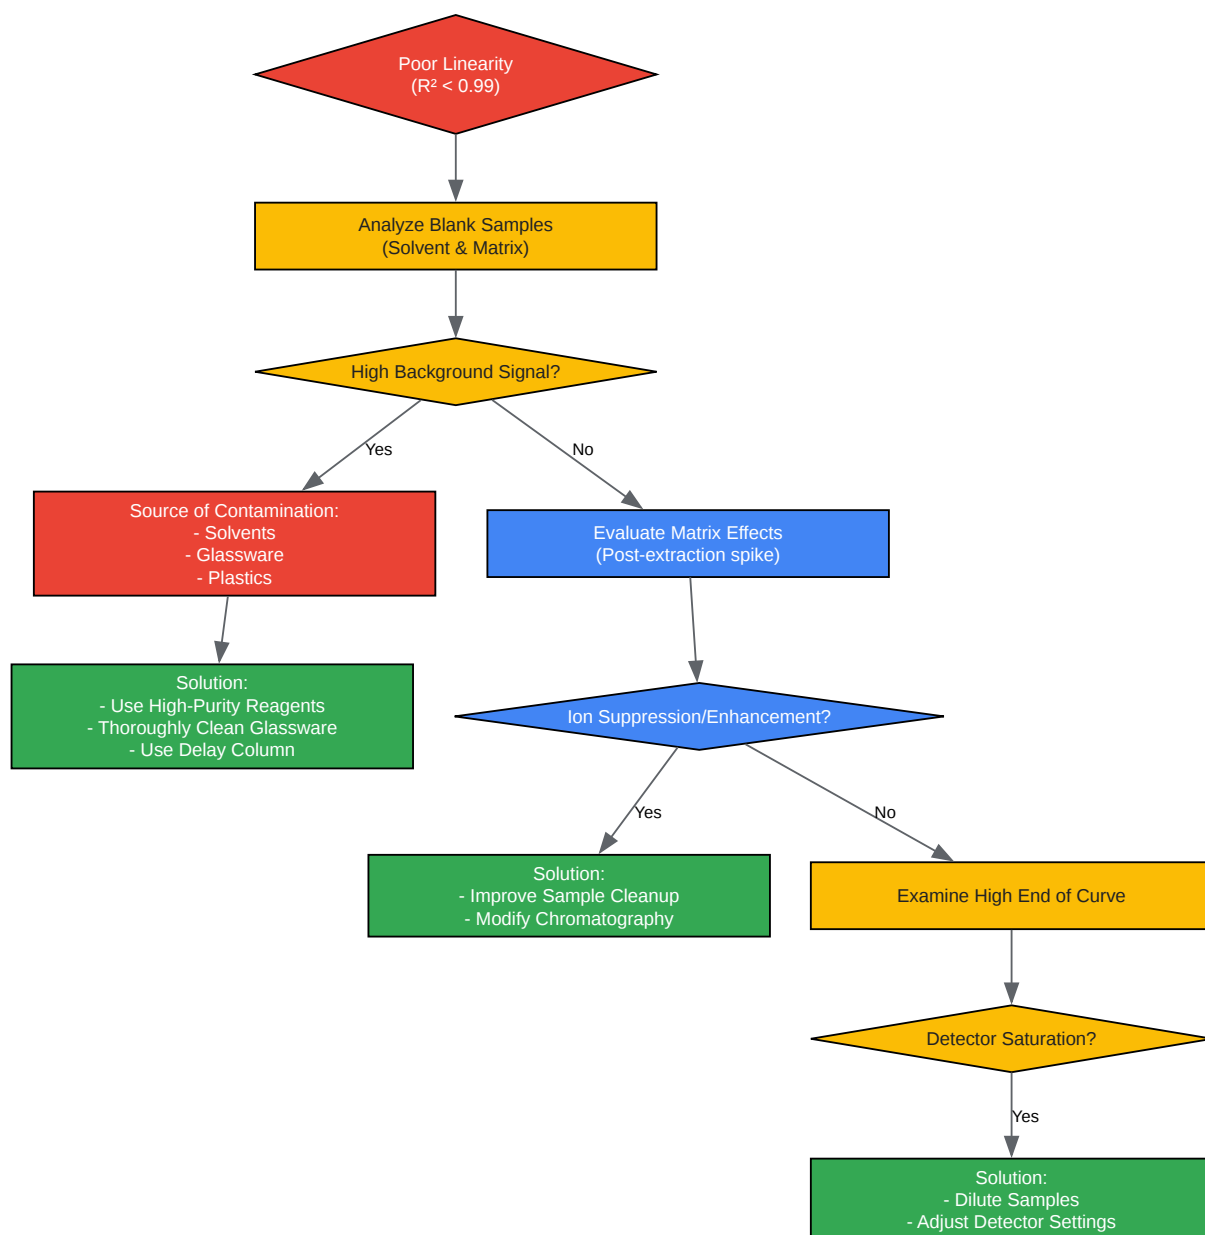 Poor Linearity
(R² < 0.99)
Analyze Blank Samples
(Solvent & Matrix)
High Background Signal?
Yes
No
Source of Contamination:
- Solvents
- Glassware
- Plastics
Evaluate Matrix Effects
(Post-extraction spike)
Solution:
- Use High-Purity Reagents
- Thoroughly Clean Glassware
- Use Delay Column
Ion Suppression/Enhancement?
Yes
No
Solution:
- Improve Sample Cleanup
- Modify Chromatography
Examine High End of Curve
Detector Saturation?
Yes
Solution:
- Dilute Samples
- Adjust Detector Settings